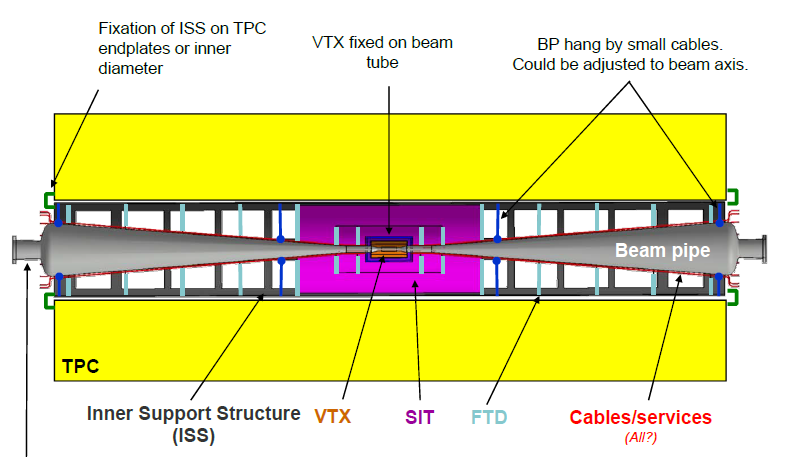 Fixation of ISS on TPC
endplates or inner
diameter
VTX fixed on beam
tube
BP hang by small cables.
Could be adjusted to beam axis.
Beam pipe
TPC
Inner Support Structure
(ISS)
VTX
SIT
FTD
Cables/services
(All?)